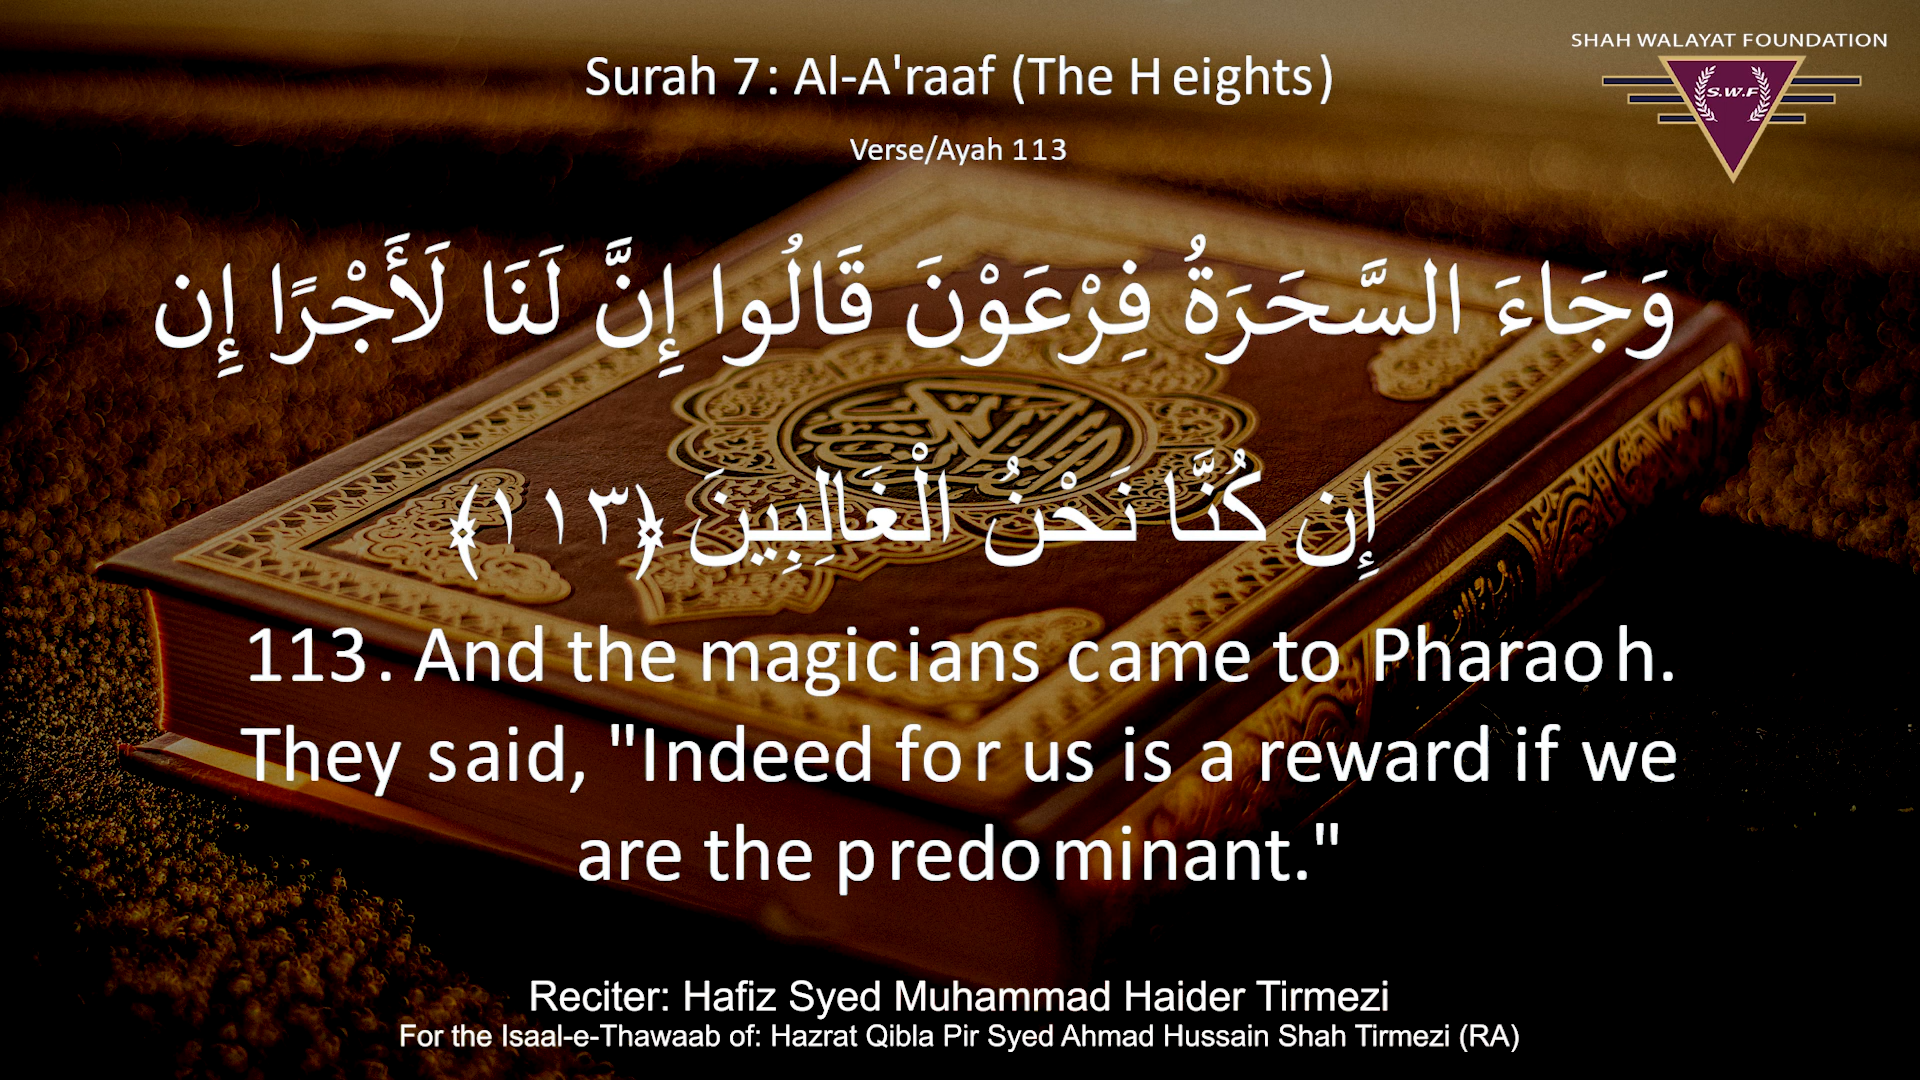 SHAH WALAYAT FOUNDATION
S.W.F
Surah 7: Al-A'raaf (The Heights)
Verse/Ayah 113
وَجَاءَ السَّحَرَةُ فِرْعَوْنَ قَالُوا إِنَّ لَنَا لَأَجْرًا إِن
إِن كُنَّا نَحْنُ الْغَالِبِينَ ﴿١١٣﴾
113. And the magicians came to Pharaoh.
They said, "Indeed for us is a reward if we
are the predominant."
Reciter: Hafiz Syed Muhammad Haider Tirmezi
For the Isaal-e-Thawaab of: Hazrat Qibla Pir Syed Ahmad Hussain Shah Tirmezi (RA)